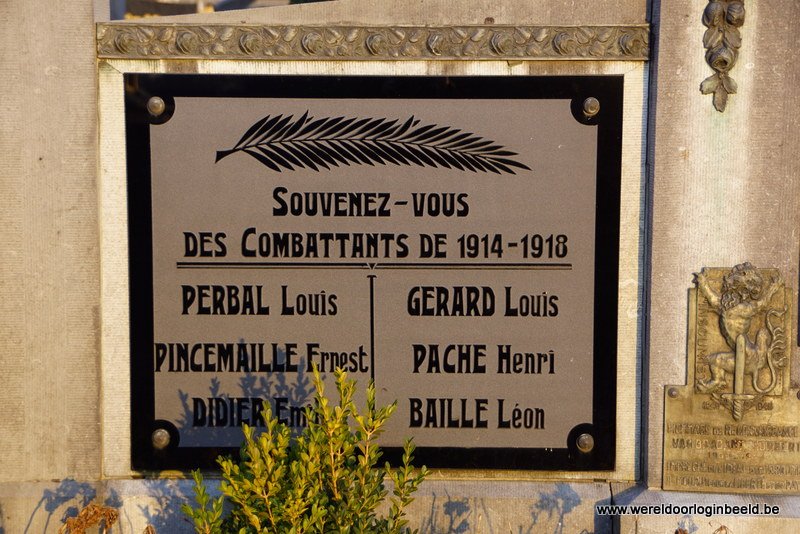 Souvenez-vous
des Combattants de 1914-1918
PERBAL Louis
PINCEMAILLE Ernest
DIDIER
GERARD Louis
PACHE Henri
BAILLE Léon
www.wereldoorloginbeeld.be